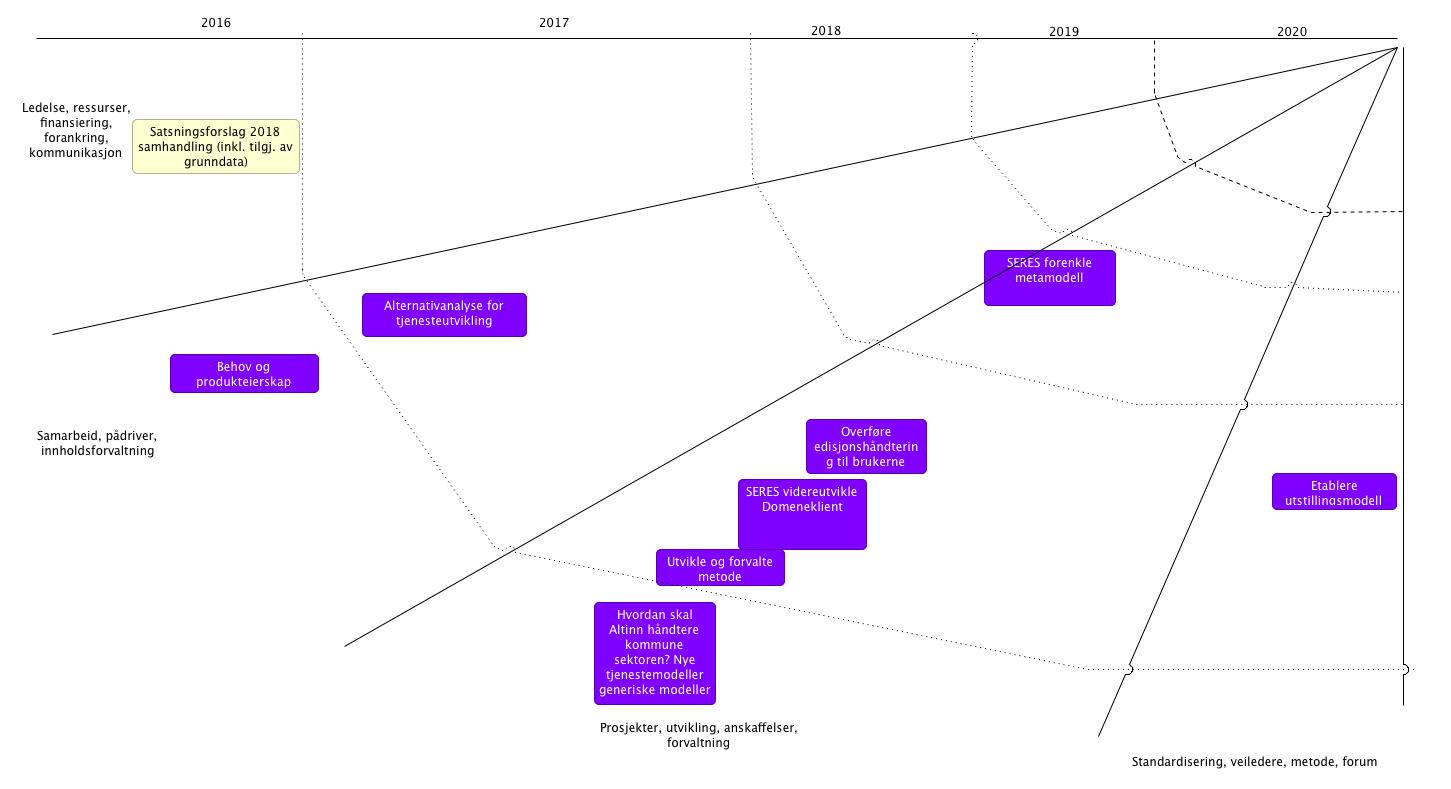 2016
2017
2018
2019
2020
Ledelse, ressurser,
finansiering,
forankring,
kommunikasjon
Satsningsforslag 2018
samhandling (inkl. tilgj. av
grunndata)
SERES forenkle
metamodell
Alternativanalyse for
tjenesteutvikling
Behov og
produkteierskap
Samarbeid, pådriver,
innholdsforvaltning
Overføre
edisjonshåndterin
g til brukerne
SERES videreutvikle
Domeneklient
Etablere
utstillingsmodell
Utvikle og forvalte
metode
Hvordan skal
Altinn håndtere
kommune
sektoren? Nye
tjenestemodeller
generiske modeller
Prosjekter, utvikling, anskaffelser,
forvaltning
Standardisering, veiledere, metode, forum